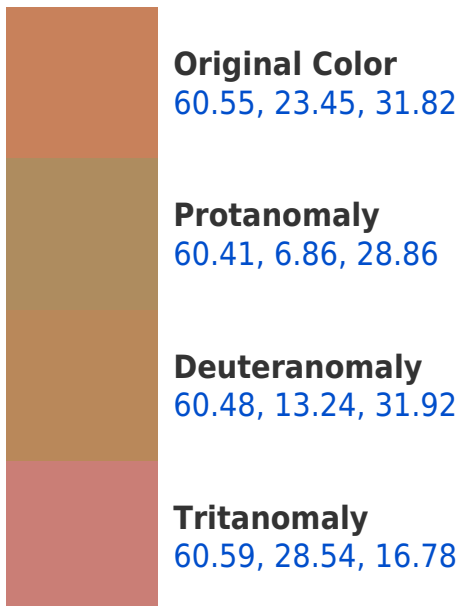 Original Color
60.55, 23.45, 31.82
Protanomaly
60.41, 6.86, 28.86
Deuteranomaly
60.48, 13.24, 31.92
Tritanomaly
60.59, 28.54, 16.78